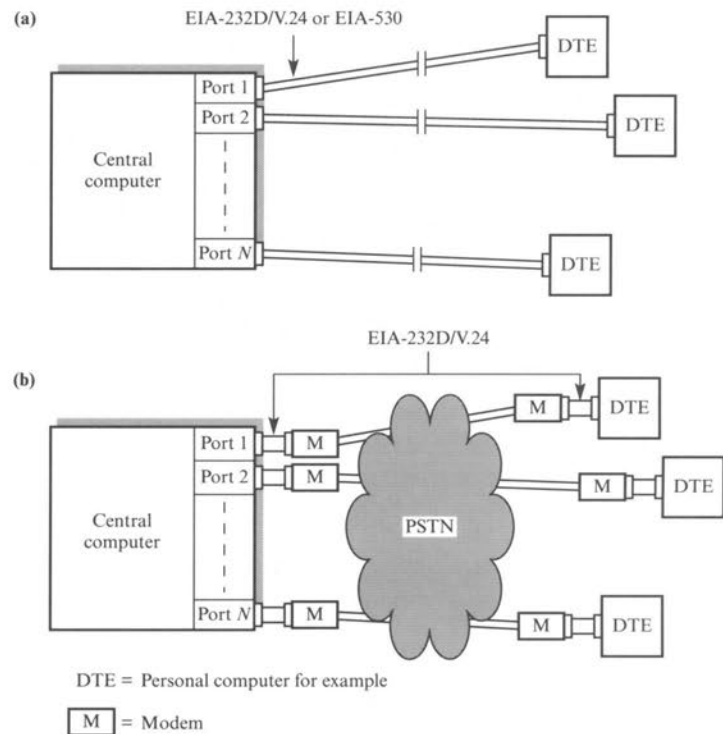 (a)
EIA-232D/V.24 or EIA-530
DTE
Port 1
Port 2
DTE
Central
computer
Port N
DTE
EIA-232D/V.24
(b)
M
DTE
Port 1
M
Port 2
M
M
DTE
Central
computer
PSTN
Port N
M
M
DTE
DTE = Personal computer for example
M = Modem